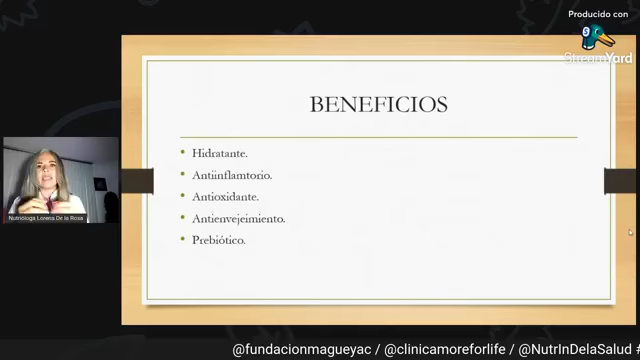 Producido con
StreamYard
BENEFICIOS
• Hidratante.
• Antiinflamtorio.
• Antioxidante.
• Antienvejeimiento.
• Prebiótico.
Nutrióloga Lorena De la Rosa
@fundacionmagueyac / @clinicamoreforlife / @NutrInDelaSalud #